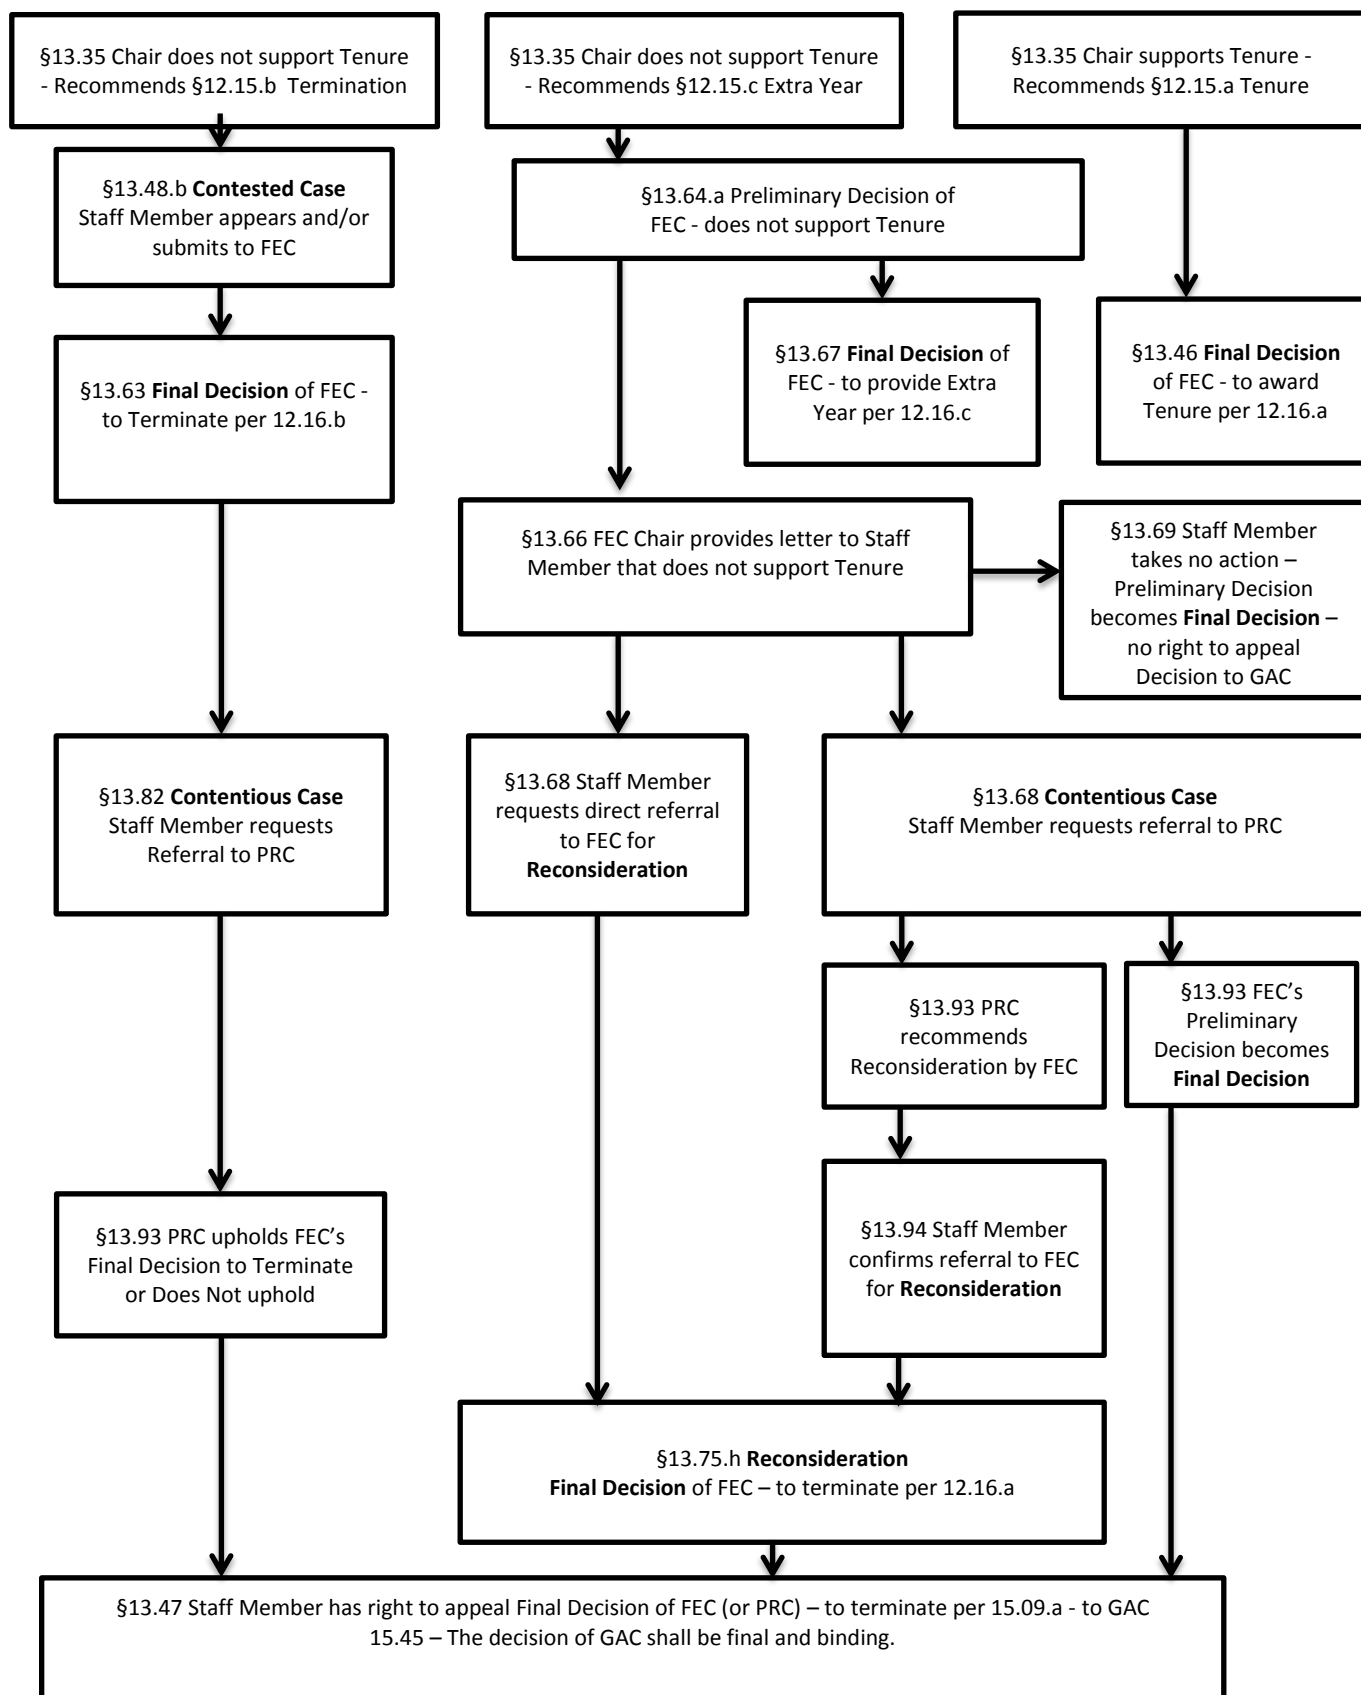 §13.35 Chair does not support Tenure
- Recommends §12.15.b  Termination
§13.35 Chair does not support Tenure
- Recommends §12.15.c Extra Year
§13.35 Chair supports Tenure -
Recommends §12.15.a Tenure
§13.48.b Contested Case
Staff Member appears and/or
submits to FEC
§13.64.a Preliminary Decision of
FEC - does not support Tenure
§13.63 Final Decision of FEC -
to Terminate per 12.16.b
§13.67 Final Decision of
FEC - to provide Extra
Year per 12.16.c
§13.46 Final Decision
of FEC - to award
Tenure per 12.16.a
§13.66 FEC Chair provides letter to Staff
Member that does not support Tenure
§13.69 Staff Member
takes no action –
Preliminary Decision
becomes Final Decision –
no right to appeal
Decision to GAC
§13.82 Contentious Case
Staff Member requests
Referral to PRC
§13.68 Staff Member
requests direct referral
to FEC for
Reconsideration
§13.68 Contentious Case
Staff Member requests referral to PRC
§13.93 PRC
recommends
Reconsideration by FEC
§13.93 FEC’s
Preliminary
Decision becomes
Final Decision
§13.93 PRC upholds FEC’s
Final Decision to Terminate
or Does Not uphold
§13.94 Staff Member
confirms referral to FEC
for Reconsideration
§13.75.h Reconsideration
Final Decision of FEC – to terminate per 12.16.a
§13.47 Staff Member has right to appeal Final Decision of FEC (or PRC) – to terminate per 15.09.a - to GAC
15.45 – The decision of GAC shall be final and binding.